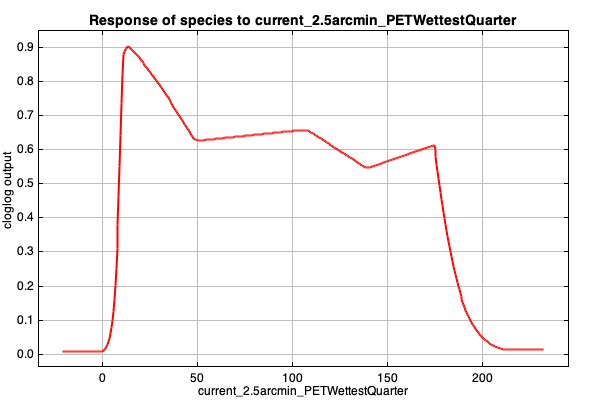 Response of species to current_2.5arcmin_PETWettestQuarter
cloglog output
0.9
0.8
0.7
0.6
0.5
0.4
0.3
0.2
0.1
0.0
0 50 100 150 200
current_2.5arcmin_PETWettestQuarter